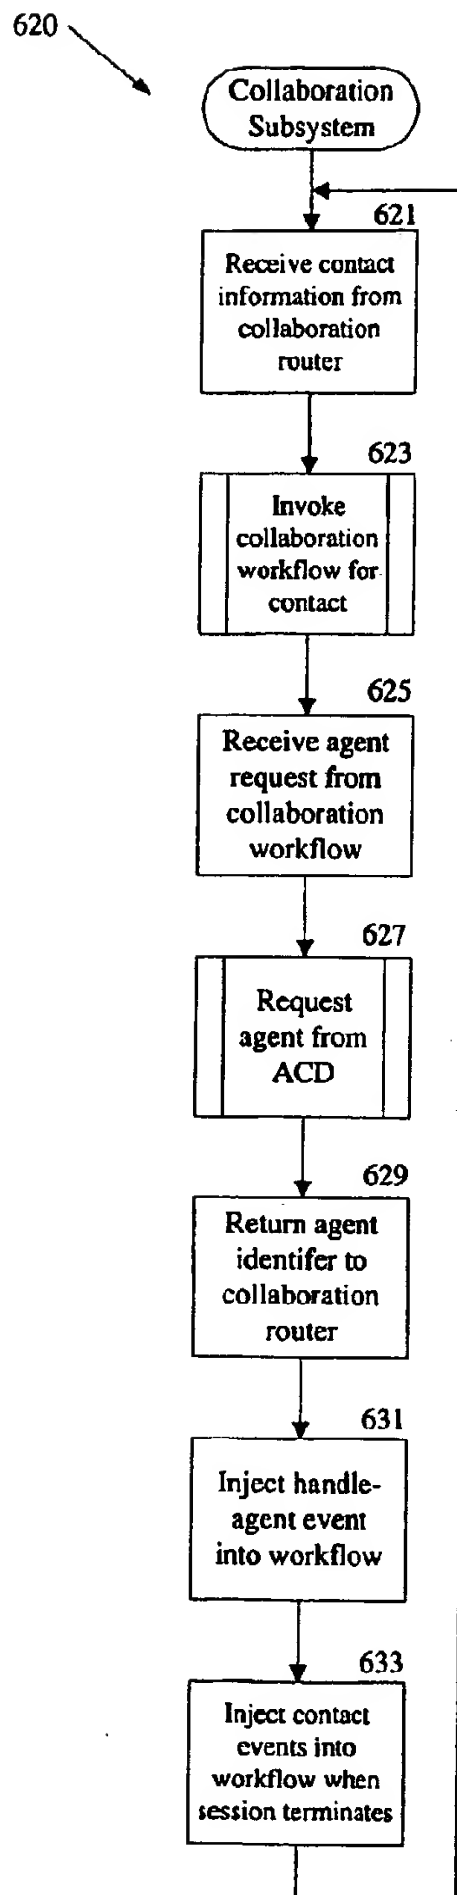 620
Collaboration
Subsystem
621
Receive contact
information from
collaboration
router
623
Invoke
collaboration
workflow for
contact
625
Receive agent
request from
collaboration
workflow
627
Request
agent from
ACD
629
Return agent
identifer to
collaboration
router
631
Inject handle-
agent event
into workflow
633
Inject contact
events into
workflow when
session terminates